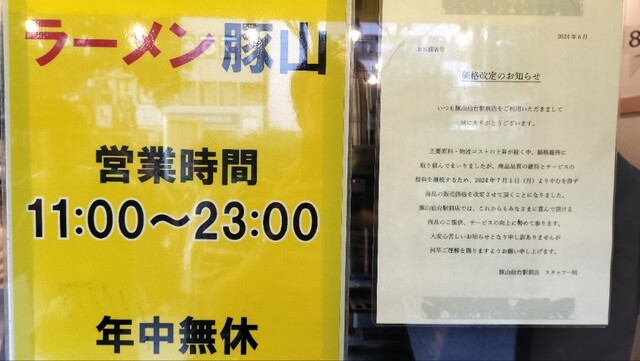 ラーメン 豚山
営業時間
11:00～23:00
年中無休
2024年6月
お客様各位
価格改定のお知らせ
いつも豚山仙台駅前店をご利用いただきまして
誠にありがとうございます。
主要原料・物流コストの上昇が続く中、価格維持に
取り組んでまいりましたが、商品品質の維持とサービスの
提供を継続するため、2024年7月1日（月）よりやむを得ず
商品の販売価格を改定させて頂くことになりました。
豚山仙台駅前店では、これからもみなさまに喜んで頂ける
商品のご提供、サービスの向上に努めて参ります。
大変心苦しいお知らせとなり申し訳ありませんが
何卒ご理解を賜りますようお願い申し上げます。
豚山仙台駅前店 スタッフ一同
8